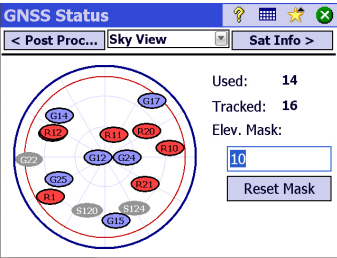 GNSS Status
?
< Post Proc... Sky View Sat Info >
Used: 14
Tracked: 16
Elev. Mask:
10
Reset Mask
G17
G14
R12 R11 R20
R10
G22 G12 G24
G25 R21
R1
S120 S124
G15